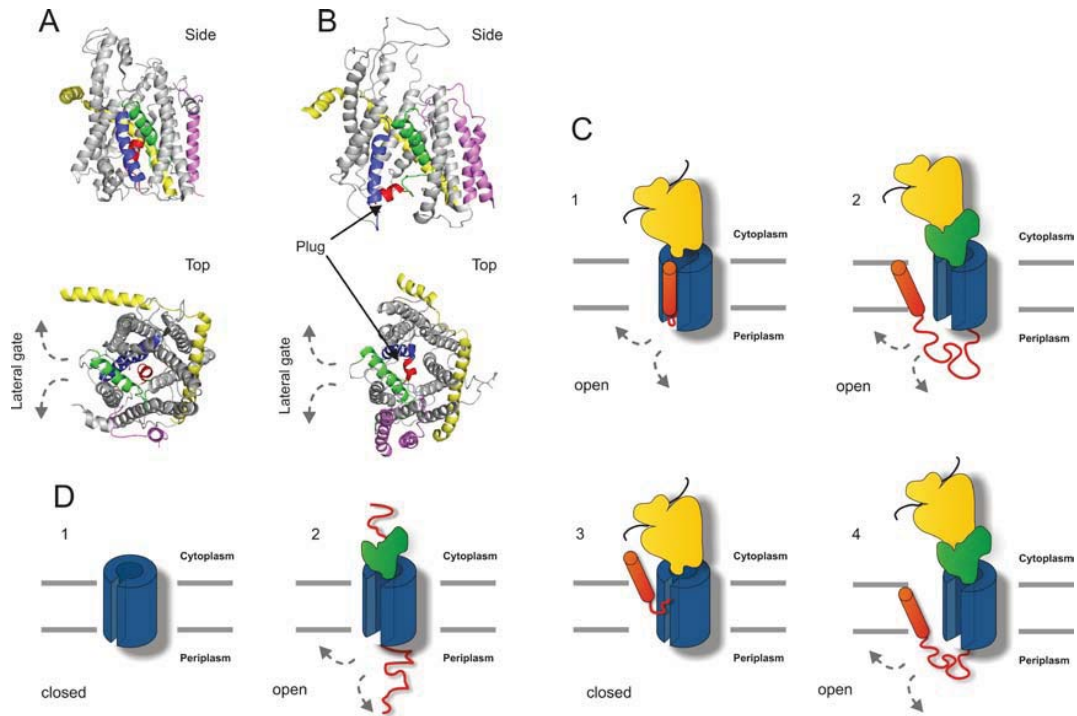 A
Side
B
Side
Plug
Top
Lateral gate
Top
Lateral gate
C
1
Cytoplasm
Periplasm
open
2
Cytoplasm
Periplasm
open
3
Cytoplasm
Periplasm
closed
4
Cytoplasm
Periplasm
open
D
1
Cytoplasm
Periplasm
closed
2
Cytoplasm
Periplasm
open